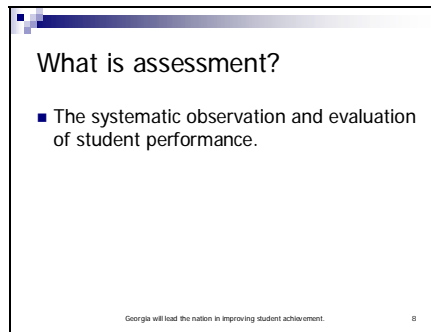 What is assessment?
The systematic observation and evaluation
of student performance.
Georgia will lead the nation in improving student achievement.
8